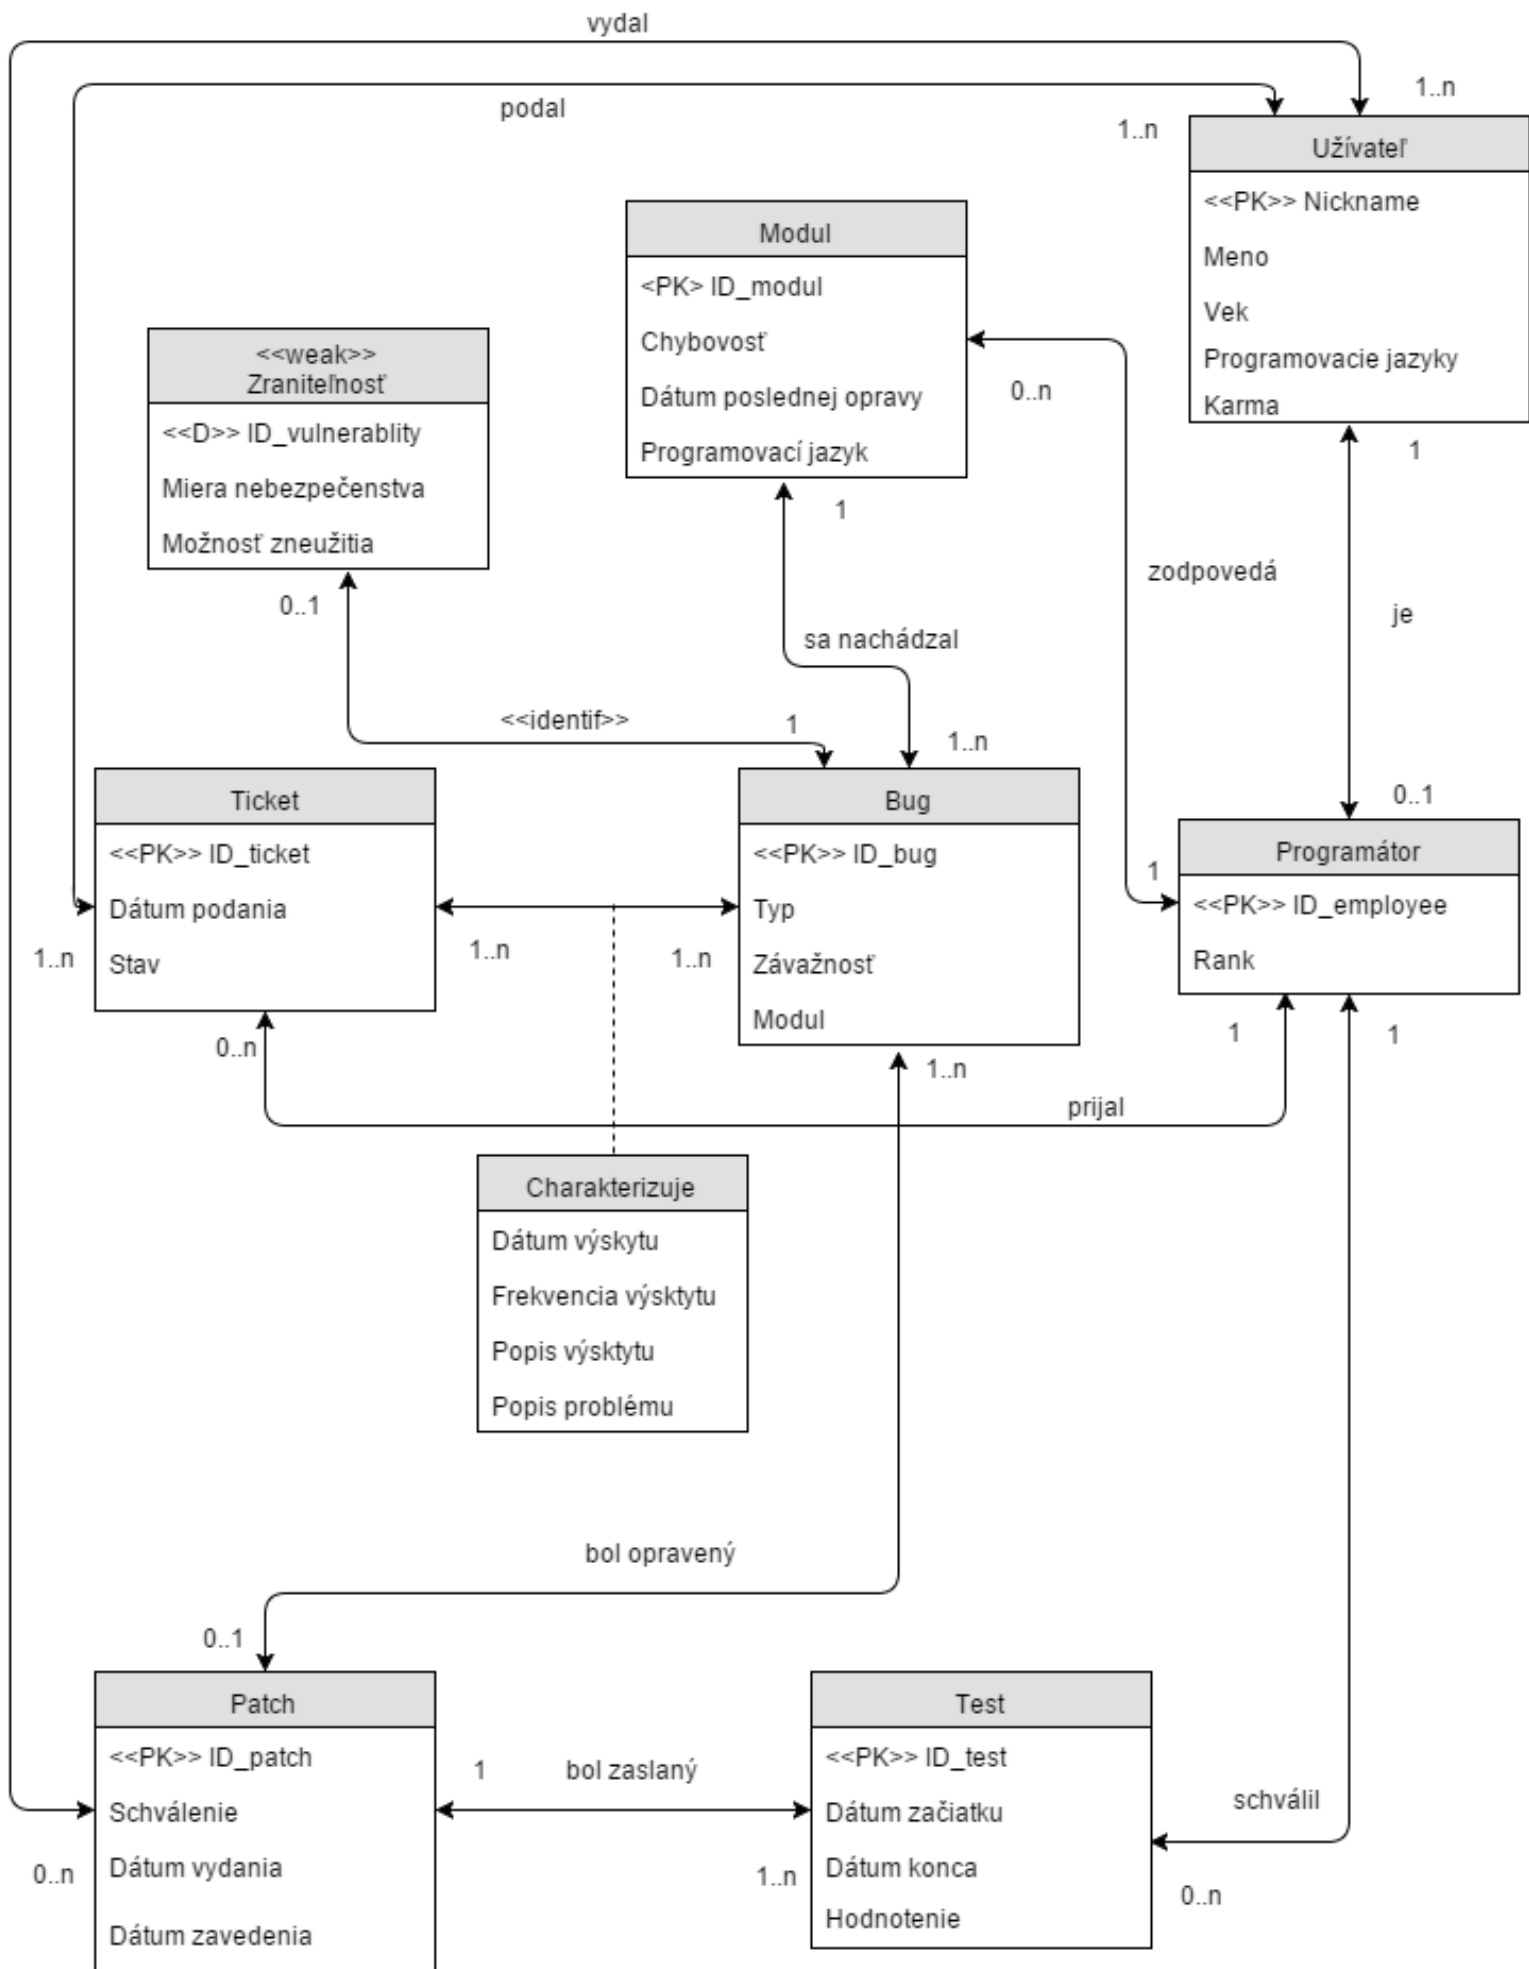 vydal
1..n
podal
1..n
Užívateľ
<<PK>> Nickname
Meno
Vek
Programovacie jazyky
Karma
1
Modul
<PK> ID_modul
Chybovosť
Dátum poslednej opravy
Programovací jazyk
0..n
1
<<weak>>
Zraniteľnosť
<<D>> ID_vulnerablity
Miera nebezpečenstva
Možnosť zneužitia
0..1
zodpovedá
je
sa nachádzal
<<identif>>
1
1..n
0..1
Ticket
<<PK>> ID_ticket
Dátum podania
Stav
1..n
1..n
0..n
Bug
<<PK>> ID_bug
Typ
Závažnosť
Modul
1..n
1..n
Programátor
<<PK>> ID_employee
Rank
1
1
1
prijal
Charakterizuje
Dátum výskytu
Frekvencia výsktytu
Popis výsktytu
Popis problému
bol opravený
0..1
Patch
<<PK>> ID_patch
Schválenie
Dátum vydania
Dátum zavedenia
0..n
1
bol zaslaný
1..n
Test
<<PK>> ID_test
Dátum začiatku
Dátum konca
Hodnotenie
schválil
0..n